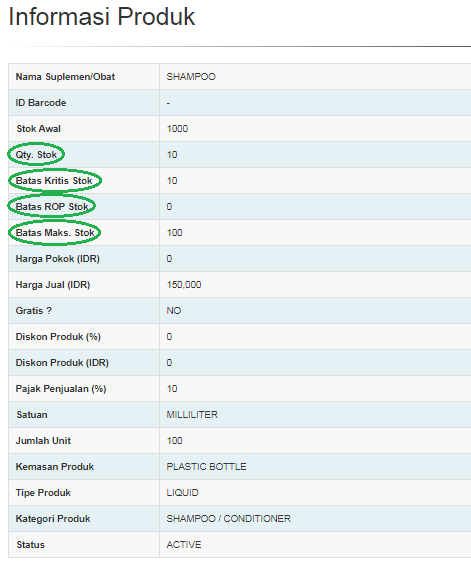 Informasi Produk
Nama Suplemen/Obat SHAMPOO
ID Barcode -
Stok Awal 1000
Qty. Stok 10
Batas Kritis Stok 10
Batas ROP Stok 0
Batas Maks. Stok 100
Harga Pokok (IDR) 0
Harga Jual (IDR) 150,000
Gratis ? NO
Diskon Produk (%) 0
Diskon Produk (IDR) 0
Pajak Penjualan (%) 10
Satuan MILLILITER
Jumlah Unit 100
Kemasan Produk PLASTIC BOTTLE
Tipe Produk LIQUID
Kategori Produk SHAMPOO / CONDITIONER
Status ACTIVE